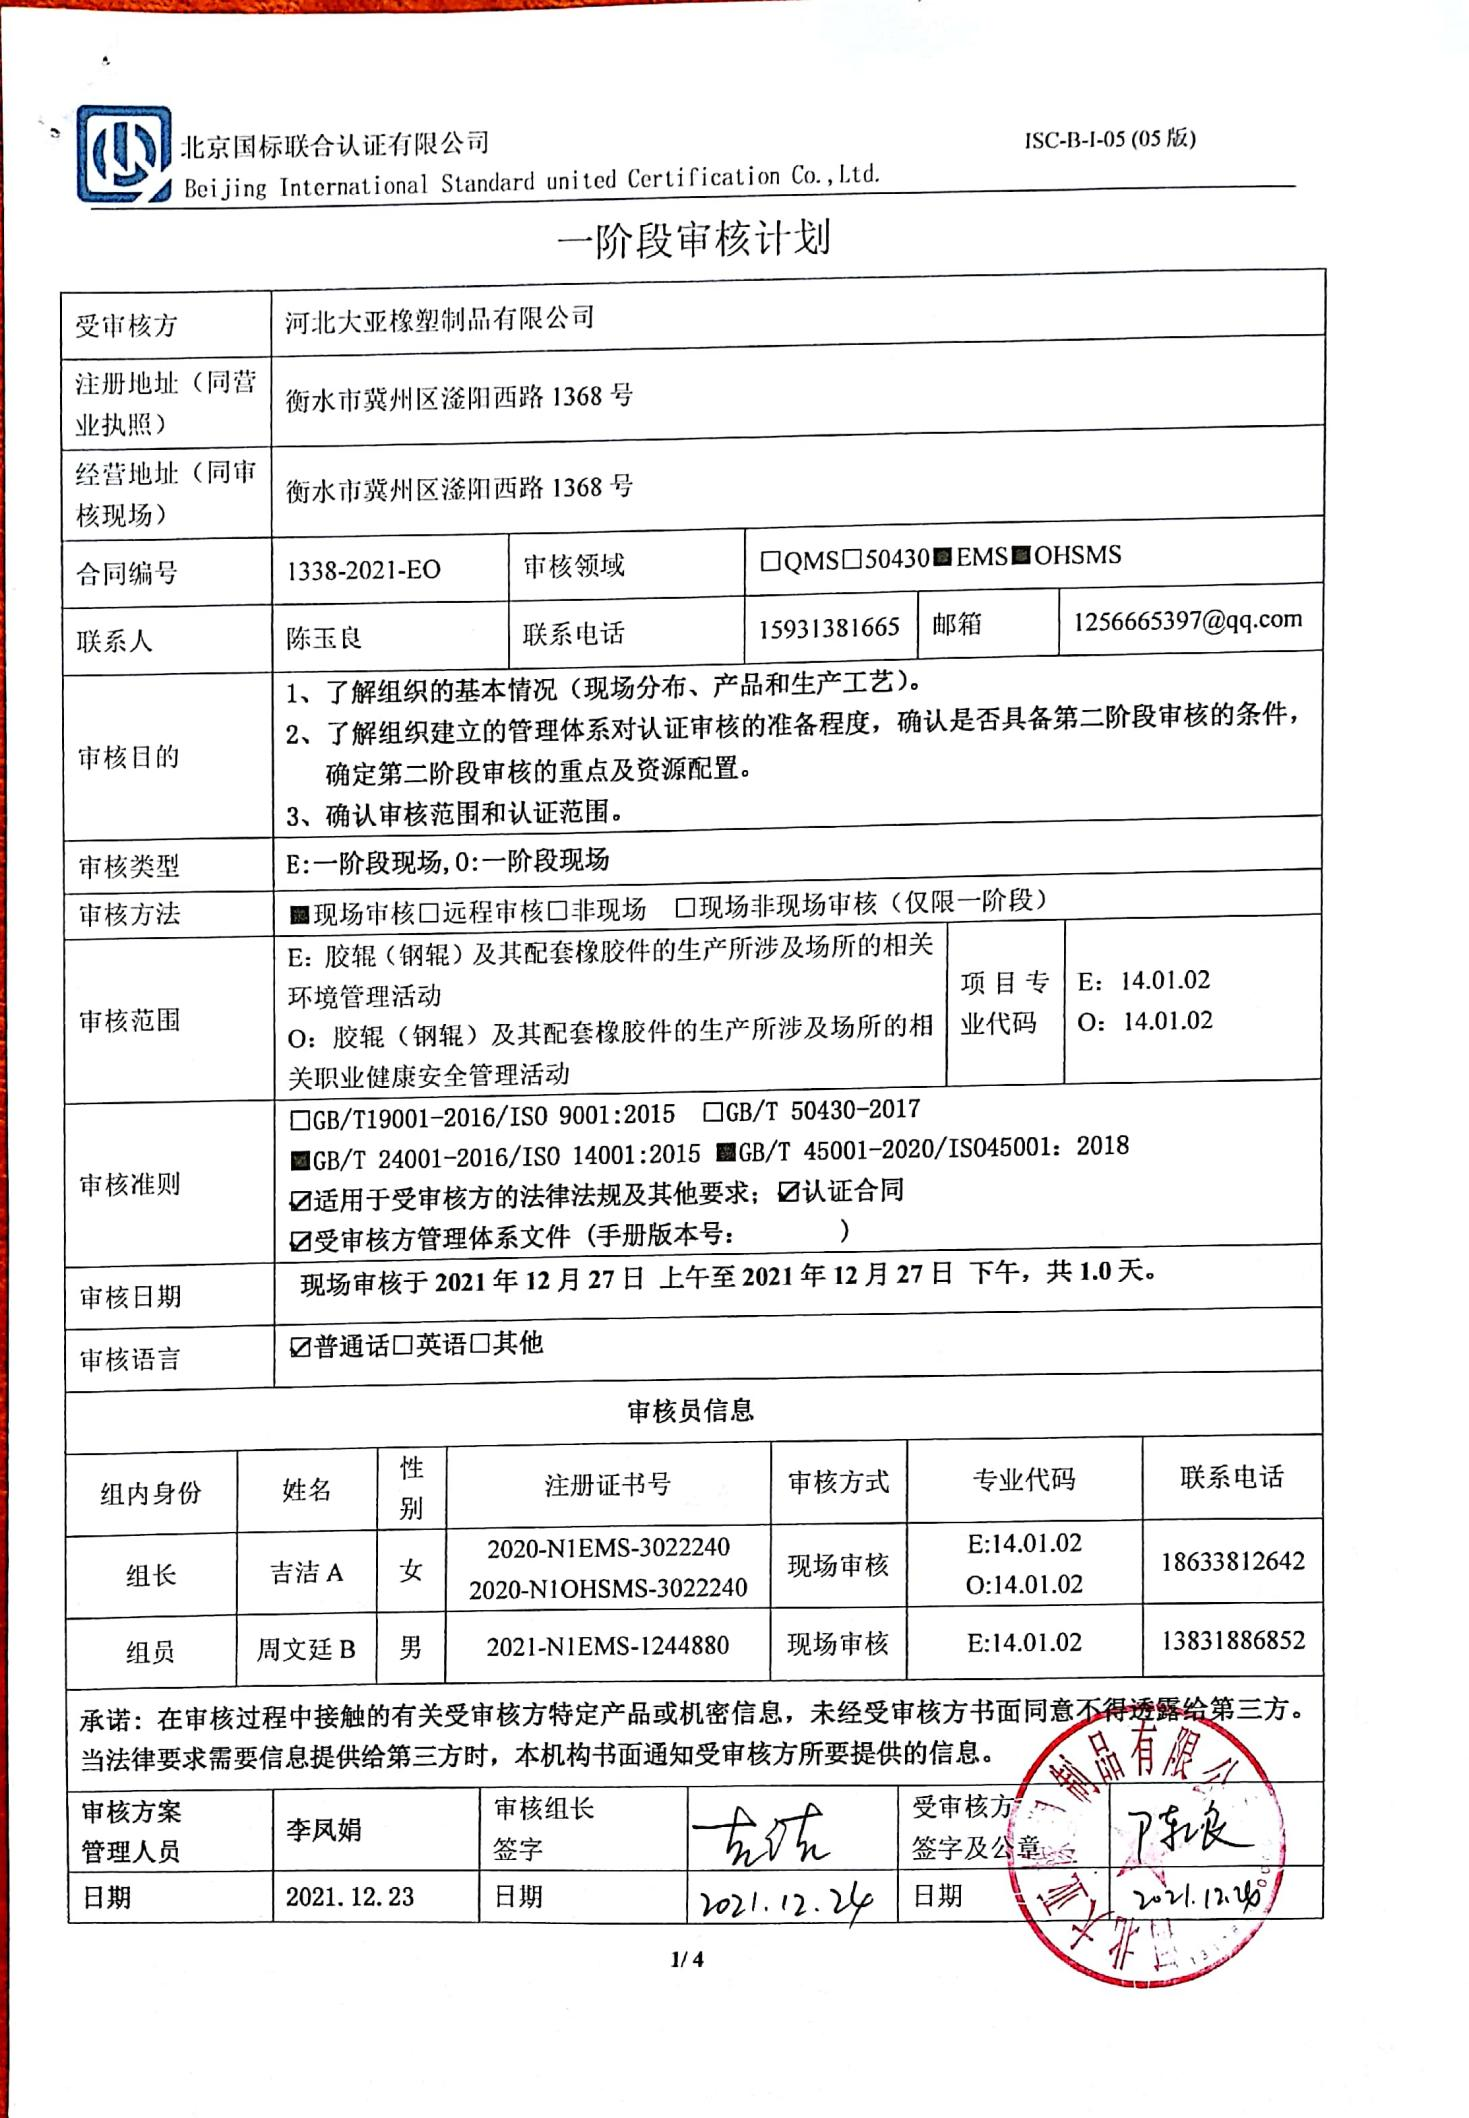 北京国标联合认证有限公司
ISC-B-I-05 (05 版)
Beijing International Standard united Certification Co.,Ltd.
一阶段审核计划
受审核方 河北大亚橡塑制品有限公司
注册地址（同营
业执照） 衡水市冀州区滏阳西路 1368 号
经营地址（同审
核现场） 衡水市冀州区滏阳西路 1368 号
合同编号 1338-2021-EO 审核领域 □QMS□50430■EMS■OHSMS
联系人 陈玉良 联系电话 15931381665 邮箱 1256665397@qq.com
审核目的
1、了解组织的基本情况（现场分布、产品和生产工艺）。
2、了解组织建立的管理体系对认证审核的准备程度，确认是否具备第二阶段审核的条件，
确定第二阶段审核的重点及资源配置。
3、确认审核范围和认证范围。
审核类型 E:一阶段现场,O:一阶段现场
审核方法 ■现场审核□远程审核□非现场 □现场非现场审核（仅限一阶段）
审核范围
E：胶辊（钢辊）及其配套橡胶件的生产所涉及场所的相关
环境管理活动
O：胶辊（钢辊）及其配套橡胶件的生产所涉及场所的相
关职业健康安全管理活动
项目专
业代码
E：14.01.02
O：14.01.02
审核准则
□GB/T19001-2016/ISO 9001:2015 □GB/T 50430-2017
■GB/T 24001-2016/ISO 14001:2015 ■GB/T 45001-2020/ISO45001：2018
☑适用于受审核方的法律法规及其他要求；☑认证合同
☑受审核方管理体系文件（手册版本号： ）
审核日期 现场审核于 2021 年 12 月 27 日 上午至 2021 年 12 月 27 日 下午，共 1.0 天。
审核语言 ☑普通话□英语□其他
审核员信息
组内身份 姓名 性别 注册证书号 审核方式 专业代码 联系电话
组长 吉洁 A 女 2020-N1EMS-3022240 现场审核 E:14.01.02 18633812642
2020-N1OHSMS-3022240 O:14.01.02
组员 周文廷 B 男 2021-N1EMS-1244880 现场审核 E:14.01.02 13831886852
承诺：在审核过程中接触的有关受审核方特定产品或机密信息，未经受审核方书面同意不得透露给第三方。
当法律要求需要信息提供给第三方时，本机构书面通知受审核方所要提供的信息。
审核方案
管理人员 李凤娟
审核组长
签字 吉洁
受审核方
签字及公章
日期 2021.12.23 日期 2021.12.24 日期
1/ 4